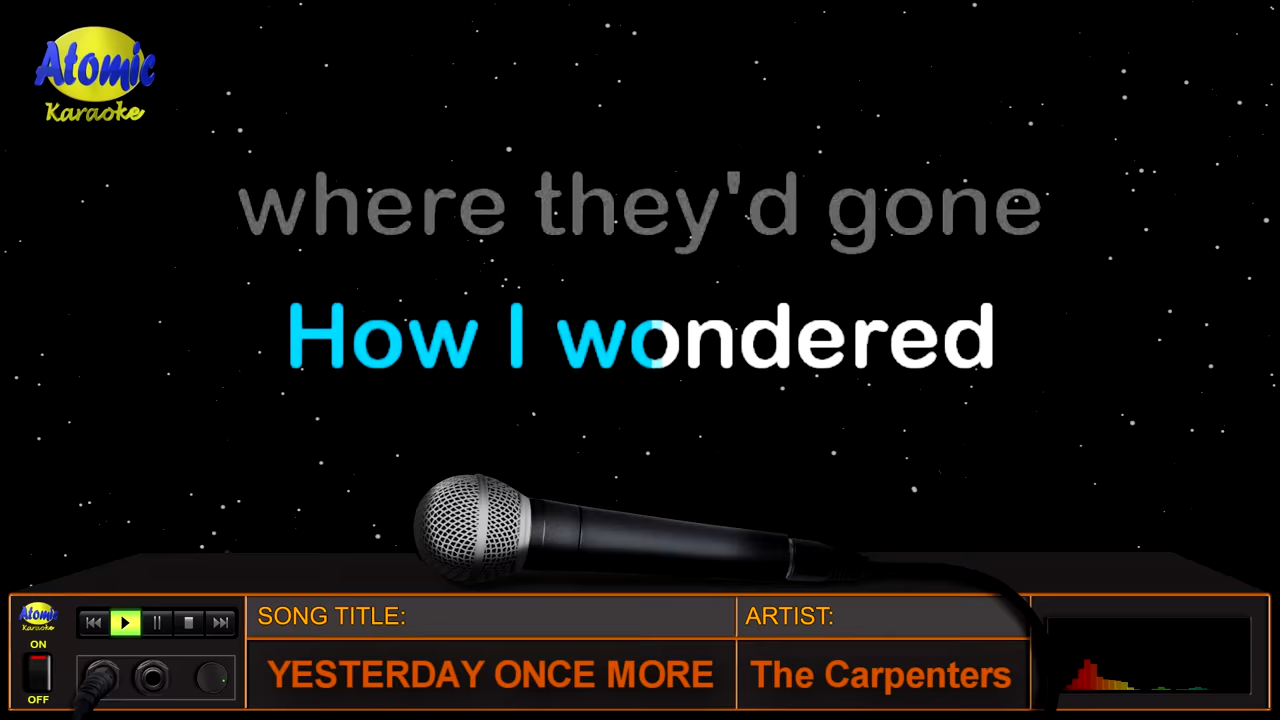 Atomic
Karaoke
where they'd gone
How I wondered
Atomic
Karaoke
ON
OFF
SONG TITLE:
YESTERDAY ONCE MORE
ARTIST:
The Carpenters